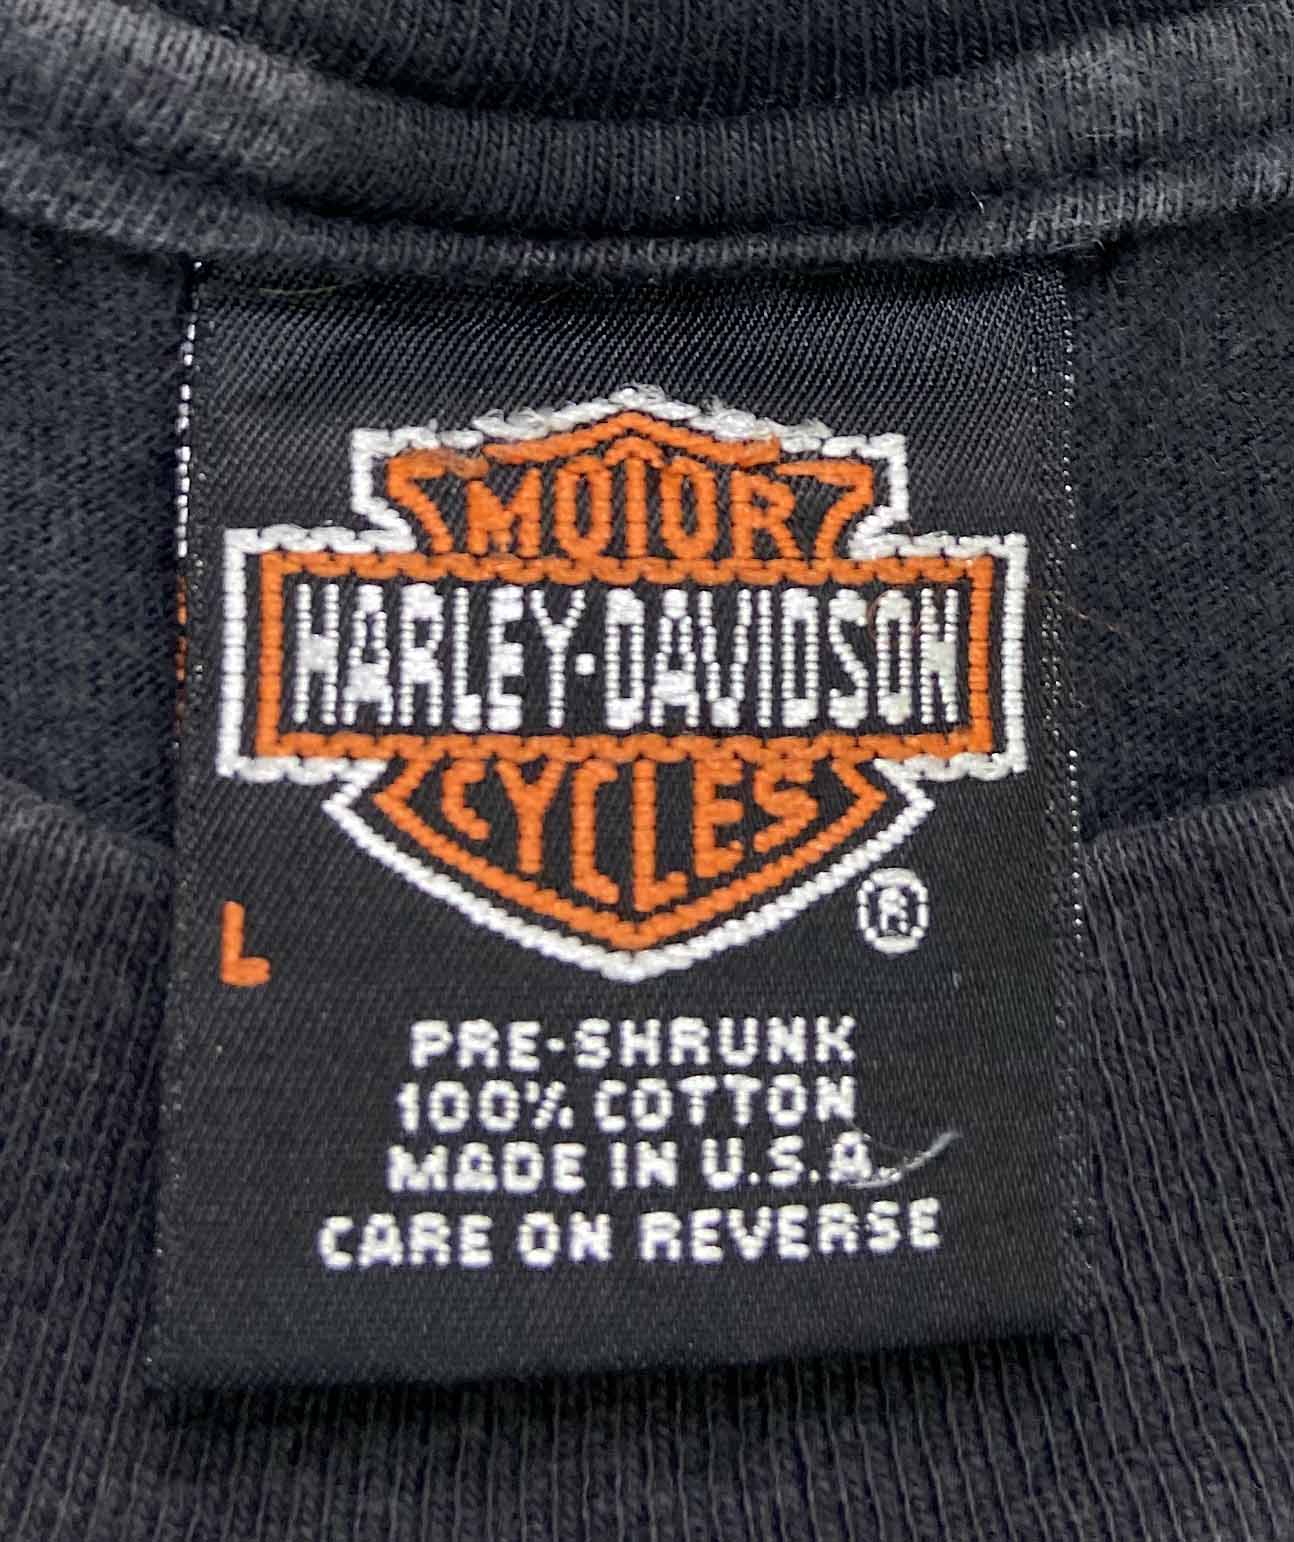 MOTOR
HARLEY-DAVIDSON
CYCLES
®
L
PRE-SHRUNK
100% COTTON
MADE IN U.S.A.
CARE ON REVERSE